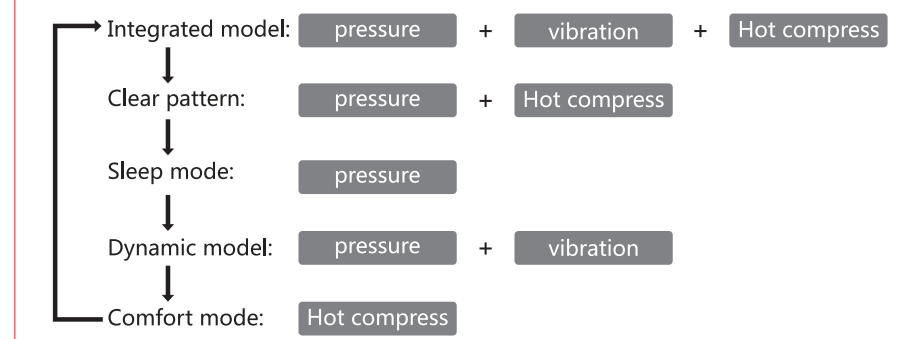 Integrated model: pressure + vibration + Hot compress
Clear pattern: pressure + Hot compress
Sleep mode: pressure
Dynamic model: pressure + vibration
Comfort mode: Hot compress